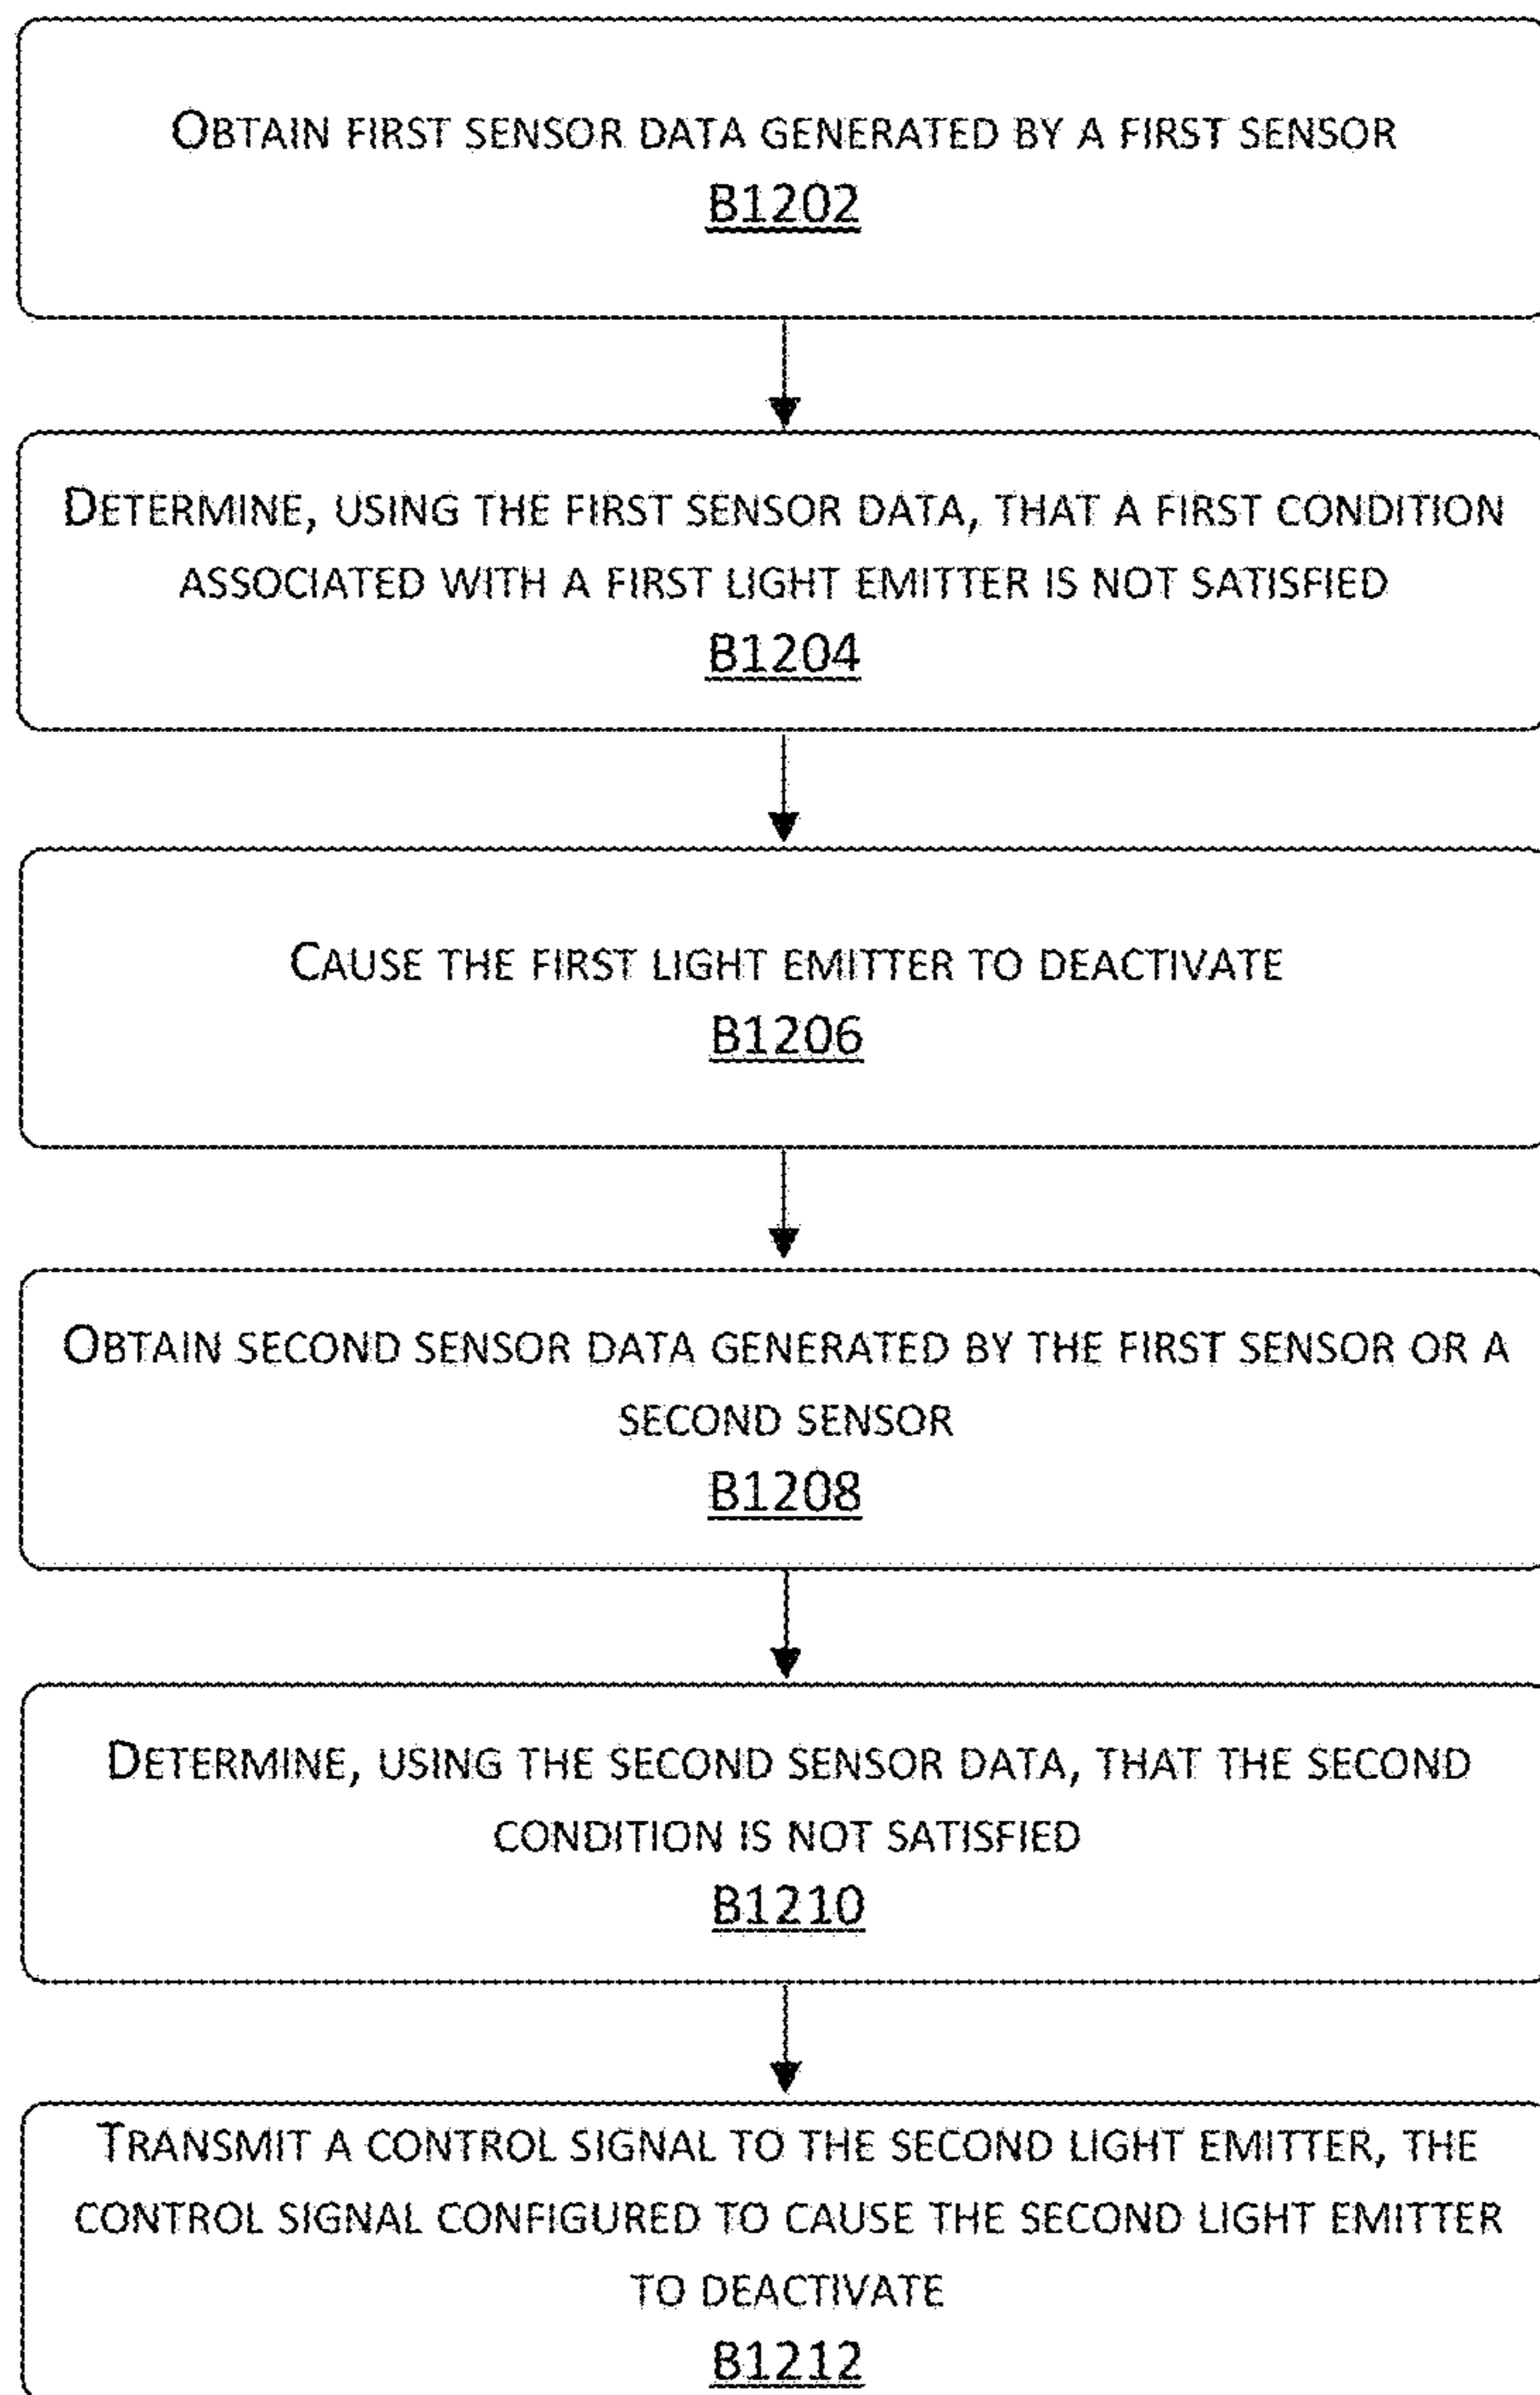 OBTAIN FIRST SENSOR DATA GENERATED BY A FIRST SENSOR
B1202
DETERMINE, USING THE FIRST SENSOR DATA, THAT A FIRST CONDITION
ASSOCIATED WITH A FIRST LIGHT EMITTER IS NOT SATISFIED
B1204
CAUSE THE FIRST LIGHT EMITTER TO DEACTIVATE
B1206
OBTAIN SECOND SENSOR DATA GENERATED BY THE FIRST SENSOR OR A
SECOND SENSOR
B1208
DETERMINE, USING THE SECOND SENSOR DATA, THAT THE SECOND
CONDITION IS NOT SATISFIED
B1210
TRANSMIT A CONTROL SIGNAL TO THE SECOND LIGHT EMITTER, THE
CONTROL SIGNAL CONFIGURED TO CAUSE THE SECOND LIGHT EMITTER
TO DEACTIVATE
B1212